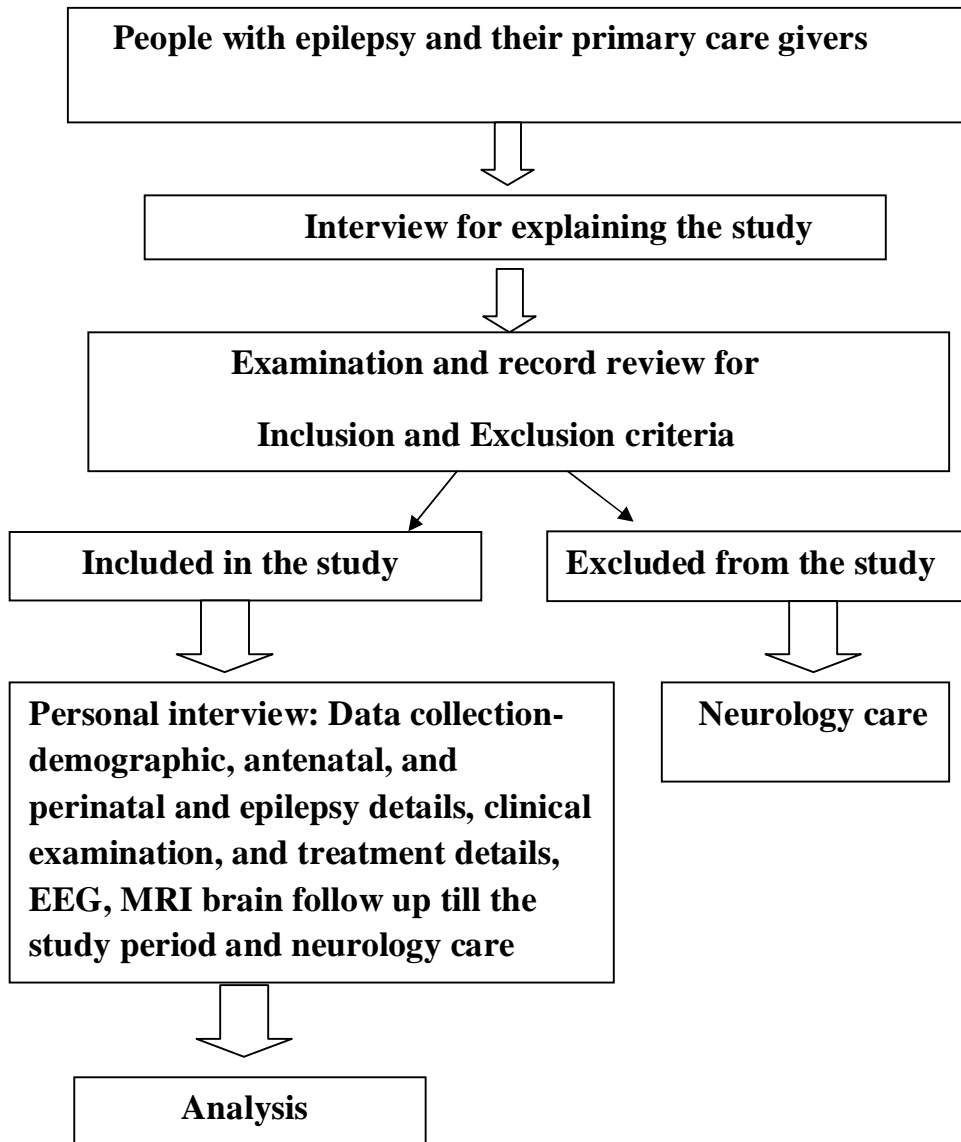 People with epilepsy and their primary care givers
Interview for explaining the study
Examination and record review for
Inclusion and Exclusion criteria
Included in the study
Excluded from the study
Personal interview: Data collection-
demographic, antenatal, and
perinatal and epilepsy details, clinical
examination, and treatment details,
EEG, MRI brain follow up till the
study period and neurology care
Neurology care
Analysis